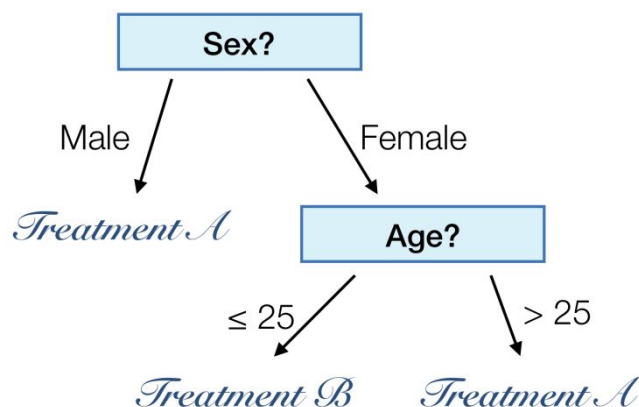 Sex?
Male
Female
Treatment A
Age?
≤ 25
> 25
Treatment B
Treatment A